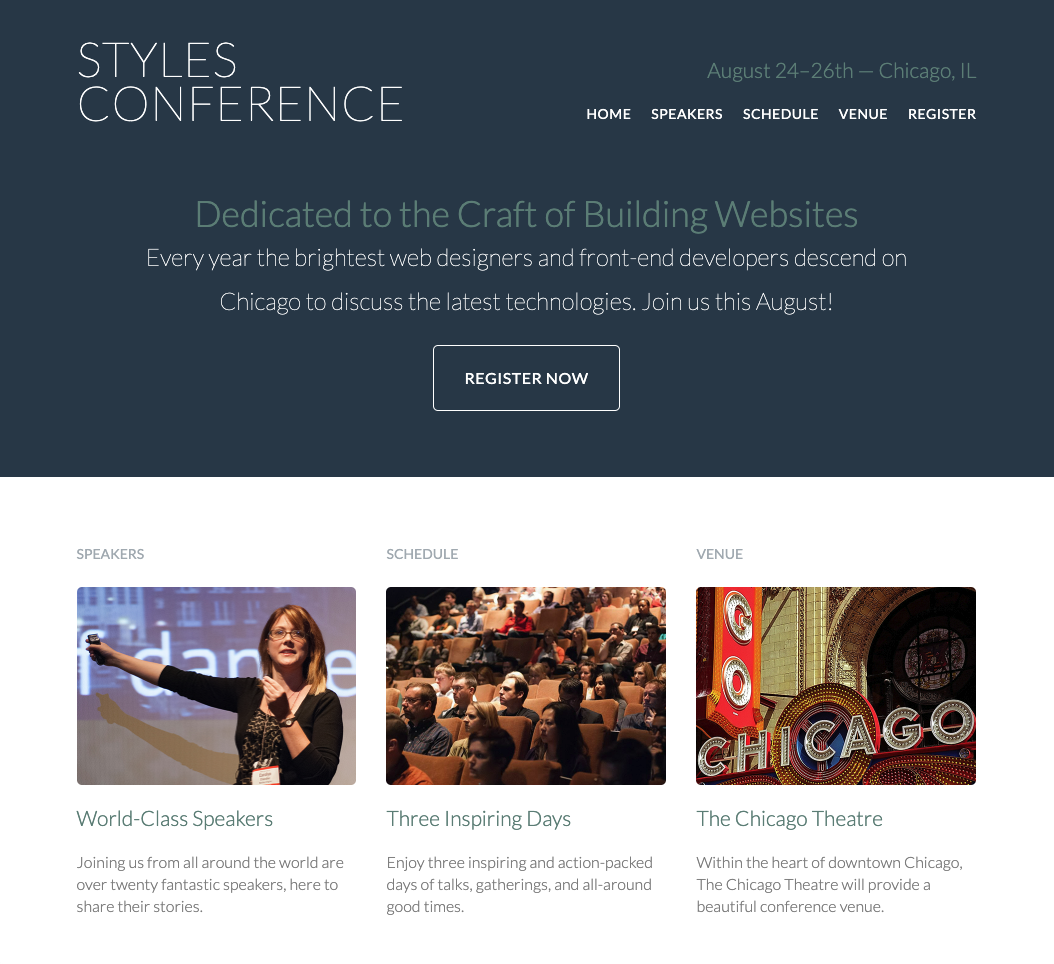 STYLES
CONFERENCE
August 24–26th — Chicago, IL
HOME SPEAKERS SCHEDULE VENUE REGISTER
Dedicated to the Craft of Building Websites
Every year the brightest web designers and front-end developers descend on
Chicago to discuss the latest technologies. Join us this August!
REGISTER NOW
SPEAKERS
SCHEDULE
VENUE
f dan e
GO
CHICAGO
World-Class Speakers
Three Inspiring Days
The Chicago Theatre
Joining us from all around the world are
over twenty fantastic speakers, here to
share their stories.
Enjoy three inspiring and action-packed
days of talks, gatherings, and all-around
good times.
Within the heart of downtown Chicago,
The Chicago Theatre will provide a
beautiful conference venue.